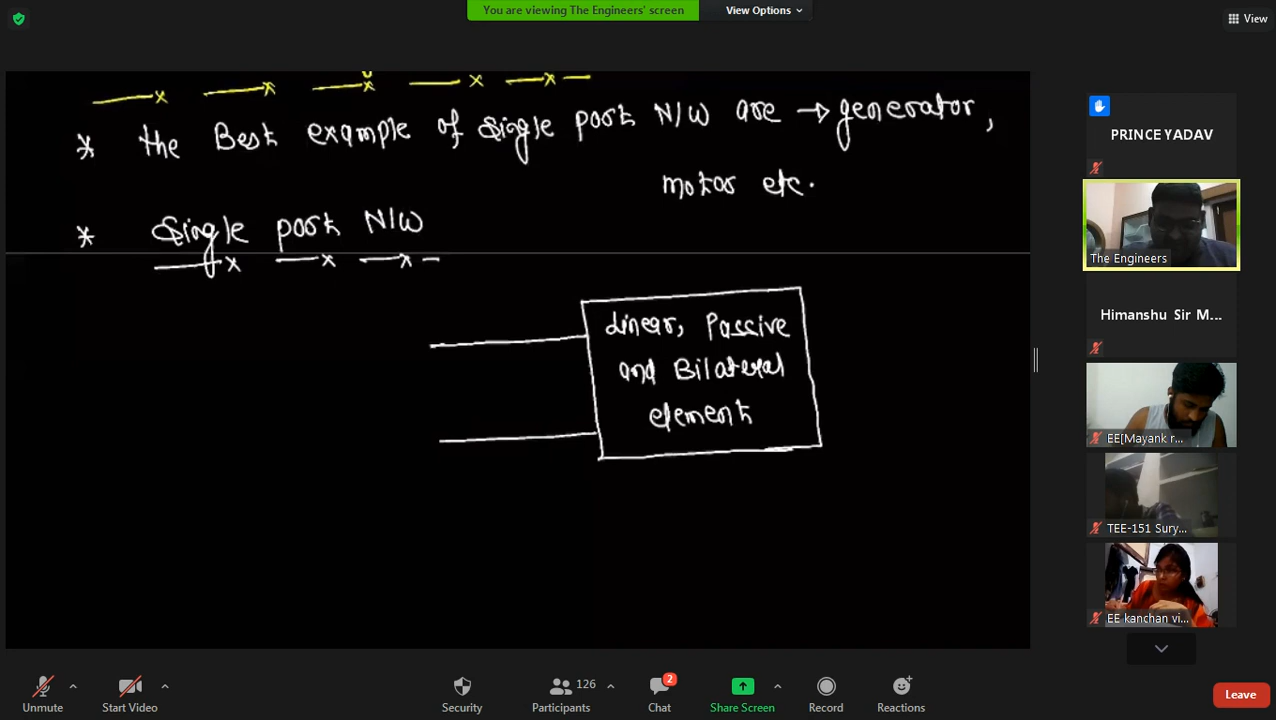 You are viewing The Engineers' screen
View Options
View
* the Best example of Single port N/W are → generator,
motor etc.
* Single port N/W
Linear, Passive
and Bilateral
element
PRINCE YADAV
The Engineers
Himanshu Sir M...
EE[Mayank r...
TEE-151 Sury...
EE kanchan vi...
Unmute
Start Video
Security
126
Participants
2
Chat
Share Screen
Record
Reactions
Leave